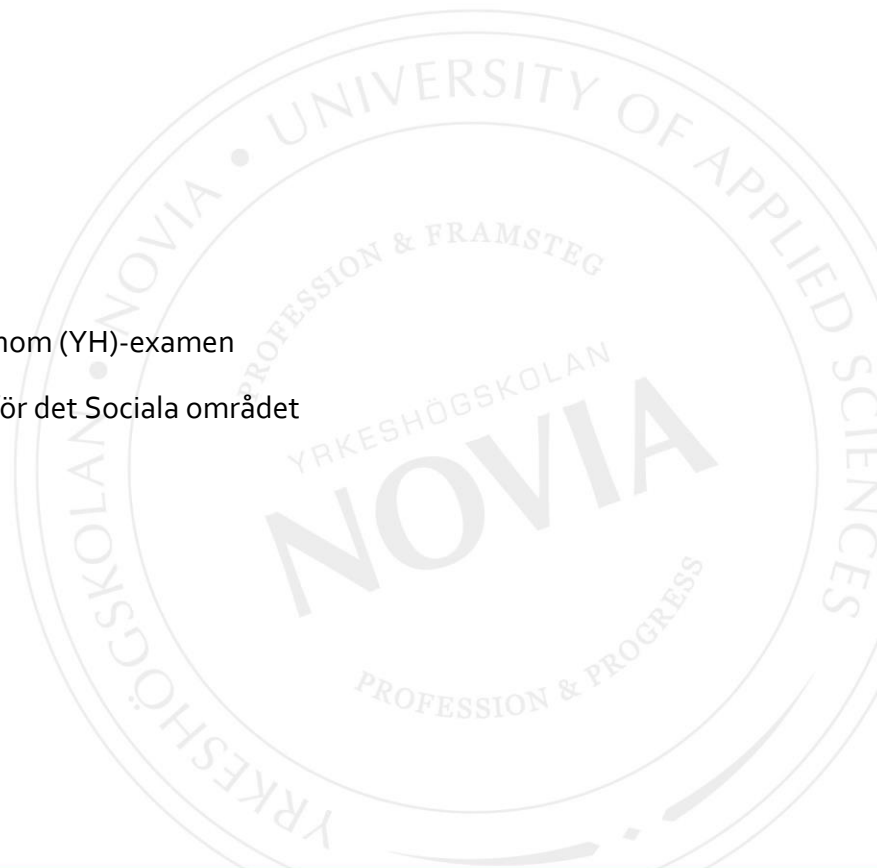 nom (YH)-examen
ör det Sociala området
YRKESHÖGSKOLAN • NOVIA • UNIVERSITY OF APPLIED SCIENCES
PROFESSION & FRAMSTEG
YRKESHÖGSKOLAN
NOVIA
PROFESSION & PROGRESS